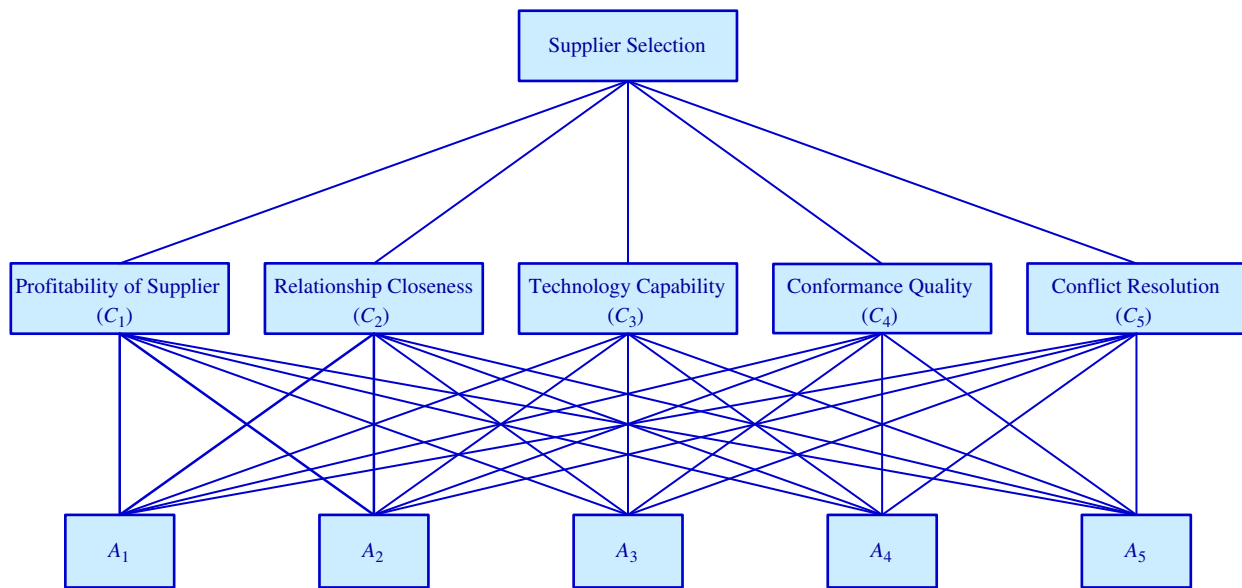 Supplier Selection
Profitability of Supplier
(C₁)
Relationship Closeness
(C₂)
Technology Capability
(C₃)
Conformance Quality
(C₄)
Conflict Resolution
(C₅)
A₁
A₂
A₃
A₄
A₅